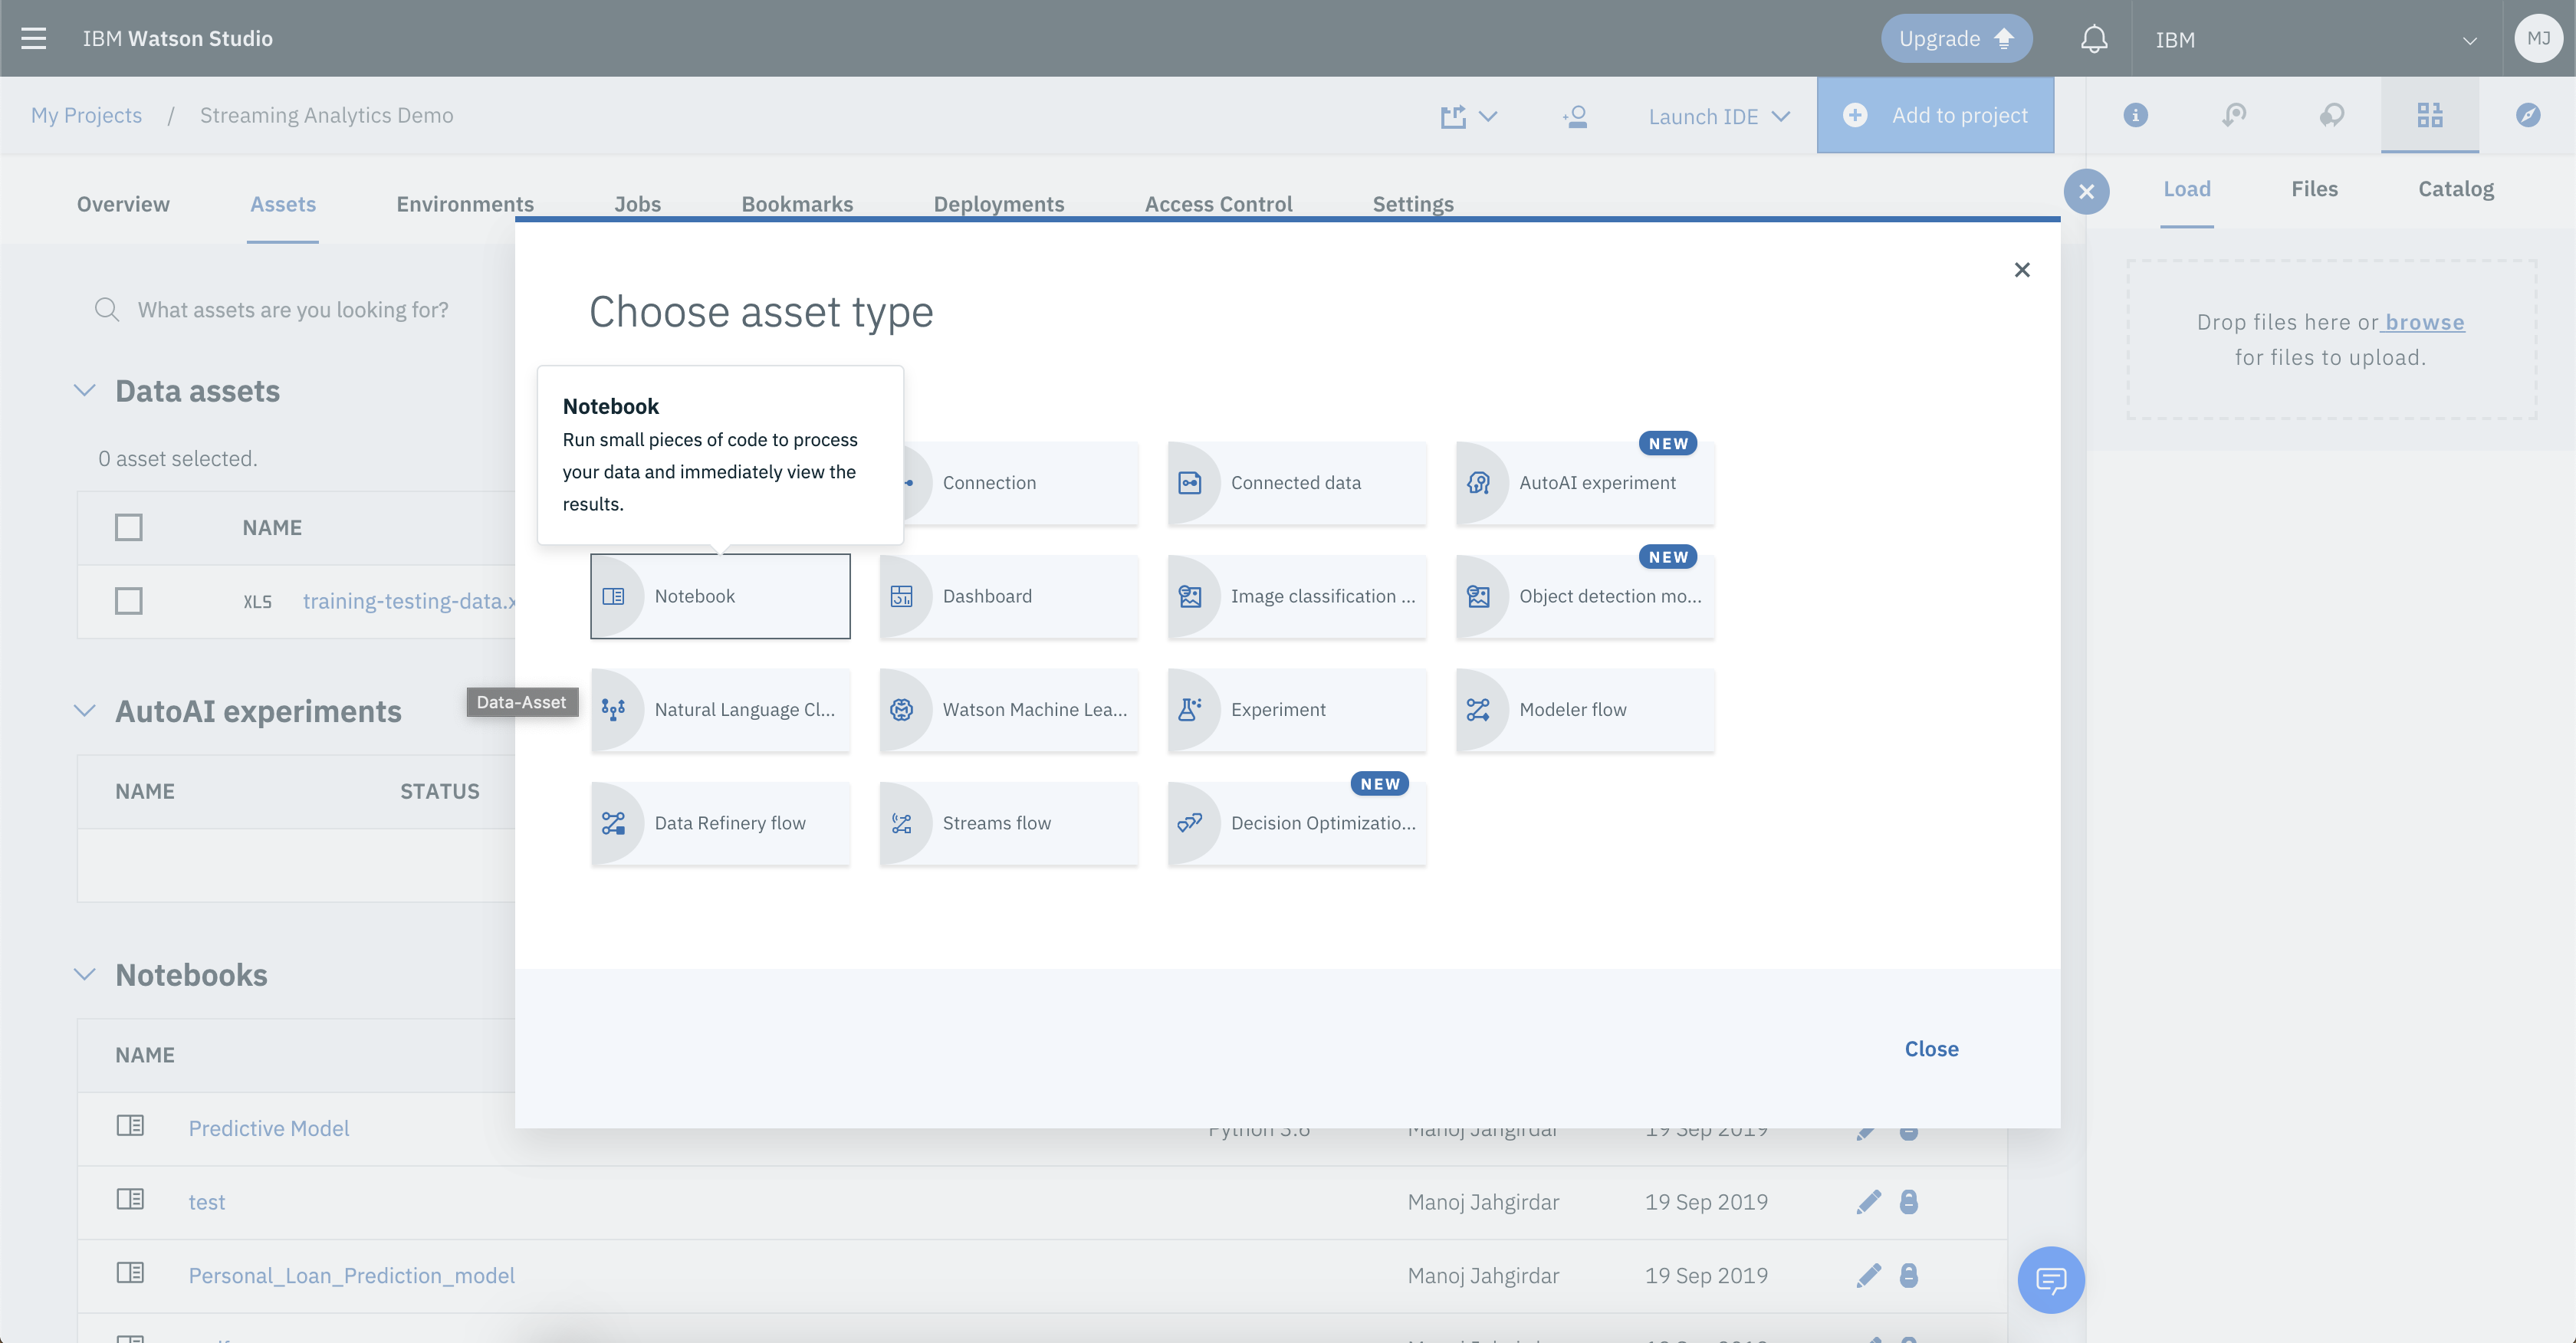 IBM Watson Studio
Upgrade
IBM
MJ
My Projects / Streaming Analytics Demo
Launch IDE
Add to project
Overview
Assets
Environments
Jobs
Bookmarks
Deployments
Access Control
Settings
Load
Files
Catalog
What assets are you looking for?
Drop files here or browse
for files to upload.
Data assets
0 asset selected.
NAME
XLS training-testing-data.x
AutoAI experiments
Data-Asset
NAME STATUS
Notebooks
NAME
Choose asset type
Notebook
Run small pieces of code to process
your data and immediately view the
results.
Connection
Connected data
NEW
AutoAI experiment
Notebook
Dashboard
Image classification ...
NEW
Object detection mo...
Natural Language Cl...
Watson Machine Lea...
Experiment
Modeler flow
Data Refinery flow
Streams flow
NEW
Decision Optimizatio...
Close
Predictive Model Python 3.6 Manoj Jahgirdar 19 Sep 2019
test Manoj Jahgirdar 19 Sep 2019
Personal_Loan_Prediction_model Manoj Jahgirdar 19 Sep 2019